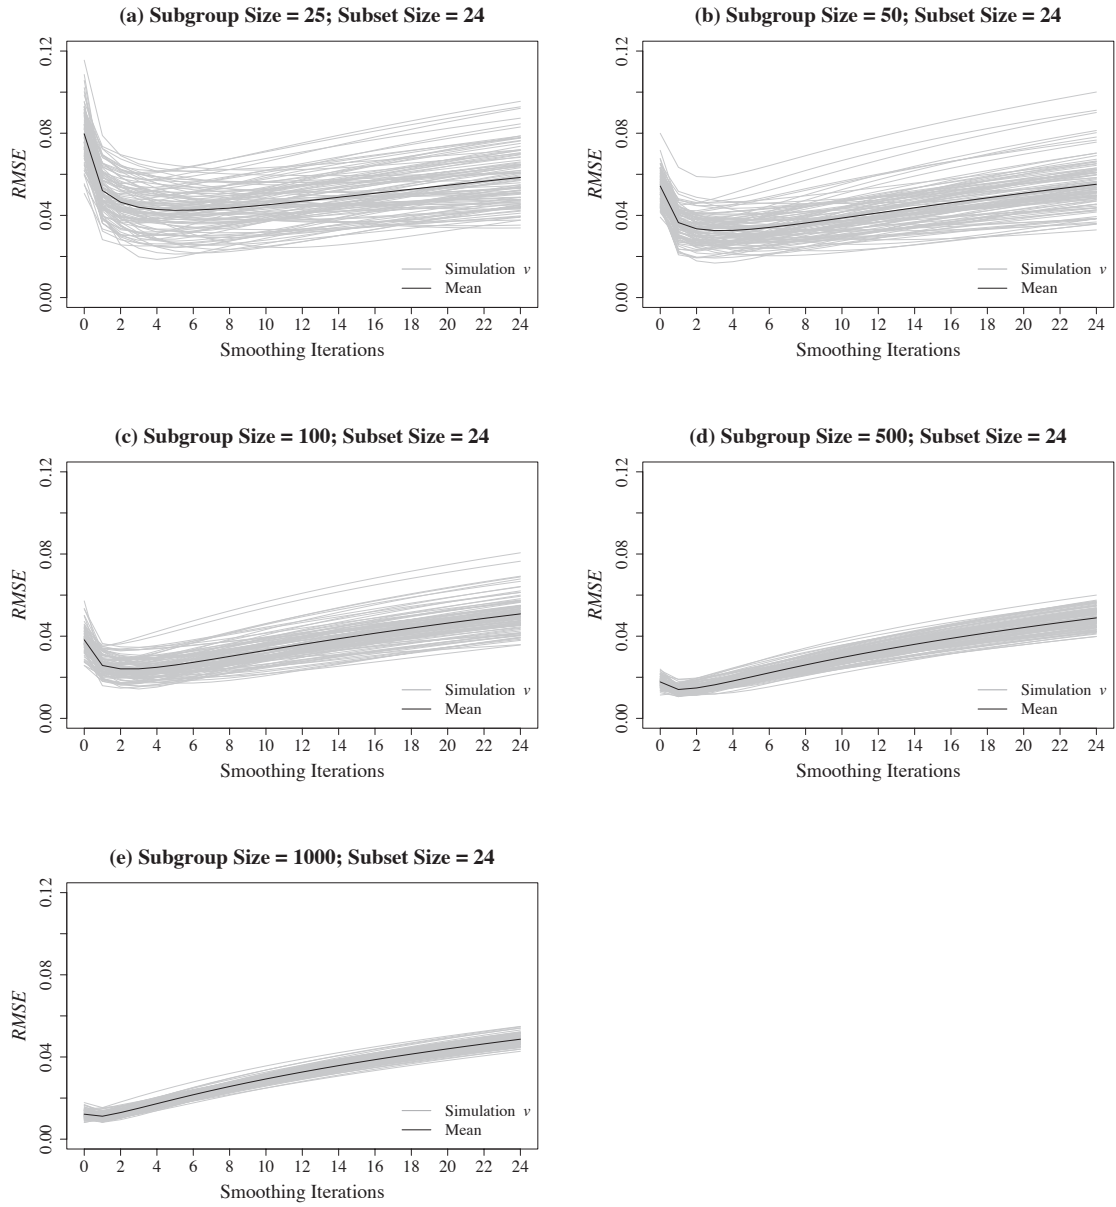 (a) Subgroup Size = 25; Subset Size = 24
RMSE
0.12
0.08
0.04
0.00
Simulation v
Mean
0 2 4 6 8 10 12 14 16 18 20 22 24
Smoothing Iterations
(b) Subgroup Size = 50; Subset Size = 24
RMSE
0.12
0.08
0.04
0.00
Simulation v
Mean
0 2 4 6 8 10 12 14 16 18 20 22 24
Smoothing Iterations
(c) Subgroup Size = 100; Subset Size = 24
RMSE
0.12
0.08
0.04
0.00
Simulation v
Mean
0 2 4 6 8 10 12 14 16 18 20 22 24
Smoothing Iterations
(d) Subgroup Size = 500; Subset Size = 24
RMSE
0.12
0.08
0.04
0.00
Simulation v
Mean
0 2 4 6 8 10 12 14 16 18 20 22 24
Smoothing Iterations
(e) Subgroup Size = 1000; Subset Size = 24
RMSE
0.12
0.08
0.04
0.00
Simulation v
Mean
0 2 4 6 8 10 12 14 16 18 20 22 24
Smoothing Iterations